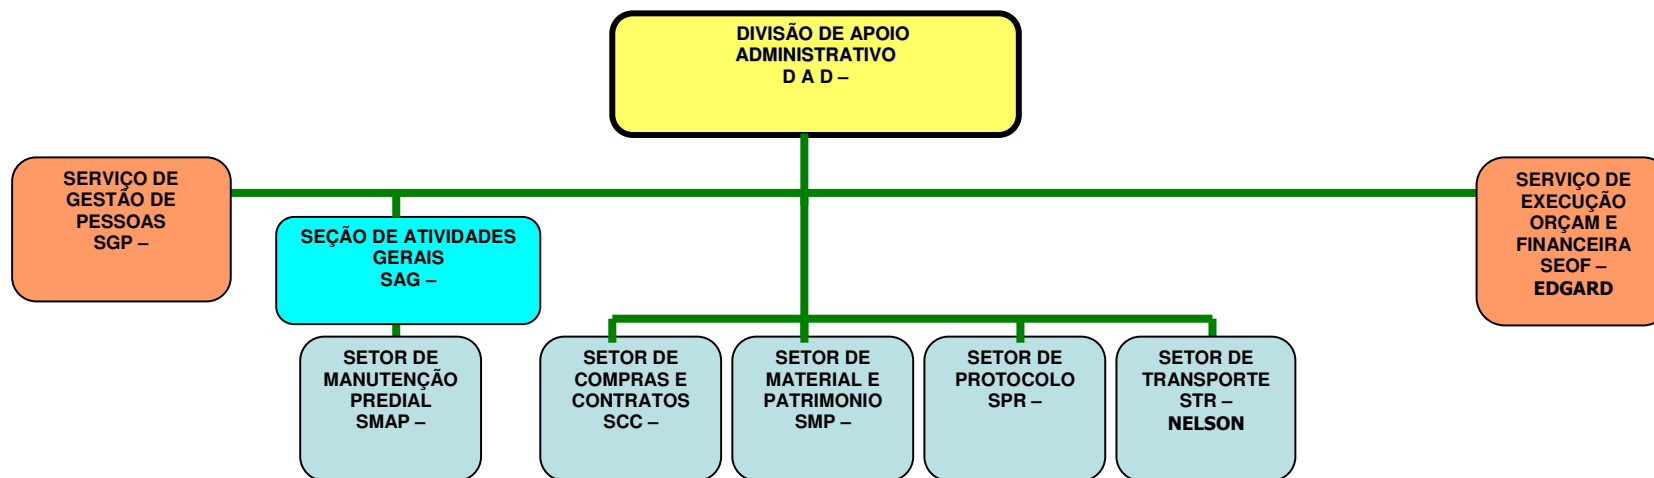 DIVISÃO DE APOIO
ADMINISTRATIVO
D A D –
SERVIÇO DE
GESTÃO DE
PESSOAS
SGP –
SERVIÇO DE
EXECUÇÃO
ORÇAM E
FINANCEIRA
SEOF –
EDGARD
SEÇÃO DE ATIVIDADES
GERAIS
SAG –
SETOR DE
MANUTENÇÃO
PREDIAL
SMAP –
SETOR DE
COMPRAS E
CONTRATOS
SCC –
SETOR DE
MATERIAL E
PATRIMONIO
SMP –
SETOR DE
PROTOCOLO
SPR –
SETOR DE
TRANSPORTE
STR –
NELSON